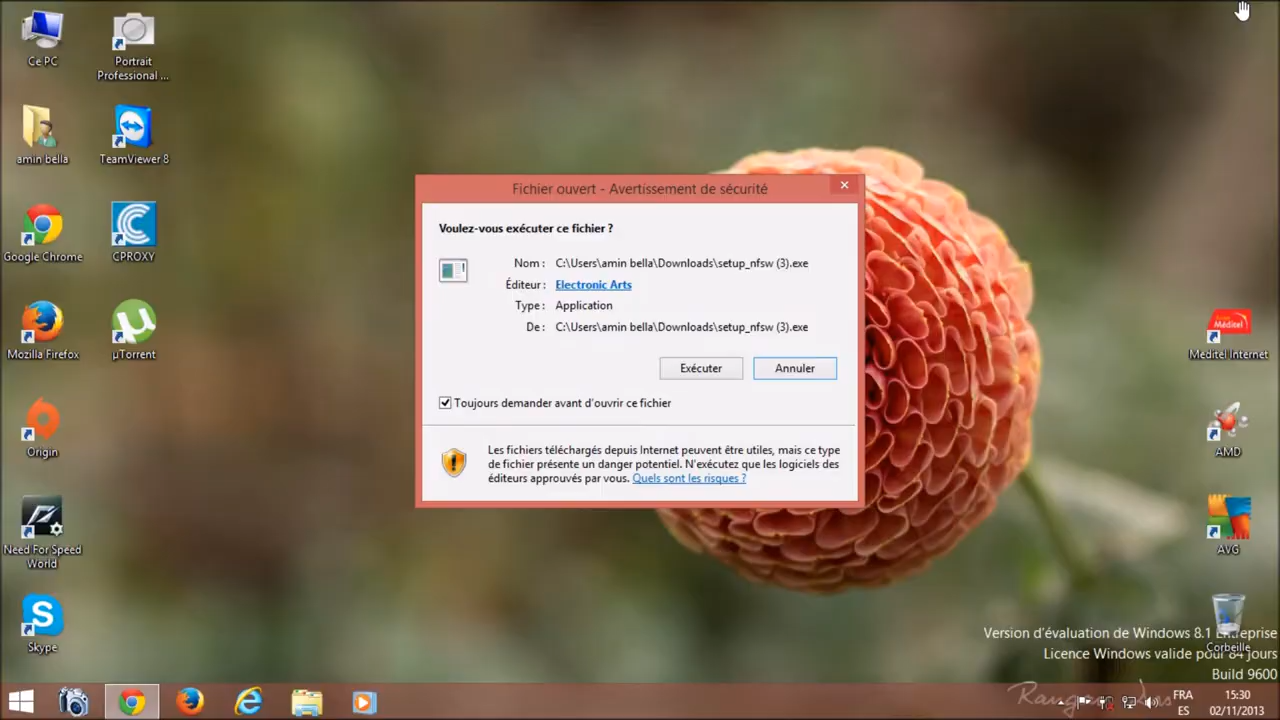 Ce PC
Portrait
Professional ...
amin bella
TeamViewer 8
Google Chrome
CPROXY
Mozilla Firefox
µTorrent
Origin
Need For Speed
World
Skype
Fichier ouvert - Avertissement de sécurité
Voulez-vous exécuter ce fichier ?
Nom : C:\Users\amin bella\Downloads\setup_nfsw (3).exe
Éditeur : Electronic Arts
Type : Application
De : C:\Users\amin bella\Downloads\setup_nfsw (3).exe
Exécuter
Annuler
Toujours demander avant d'ouvrir ce fichier
Les fichiers téléchargés depuis Internet peuvent être utiles, mais ce type
de fichier présente un danger potentiel. N'exécutez que les logiciels des
éditeurs approuvés par vous. Quels sont les risques ?
Méditel
Meditel Internet
AMD
AVG
Corbeille
Version d'évaluation de Windows 8.1 Entreprise
Licence Windows valide pour 84 jours
Build 9600
FRA
ES
15:30
02/11/2013